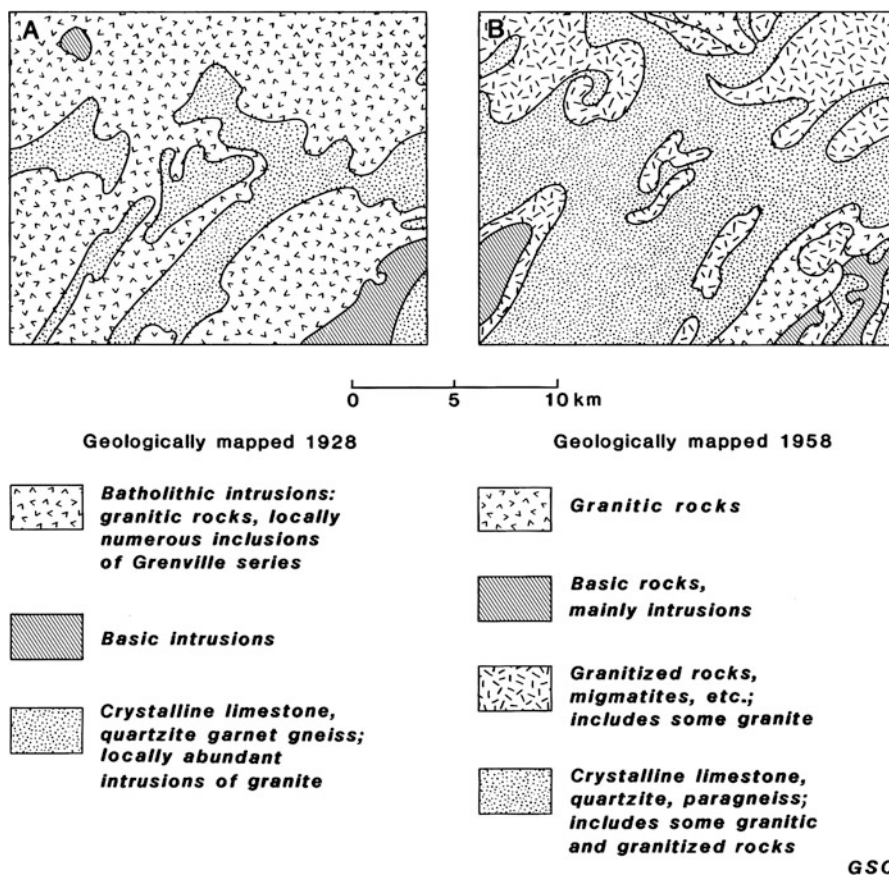 A
B
0 5 10 km
Geologically mapped 1928
Batholithic intrusions:
granitic rocks, locally
numerous inclusions
of Grenville series
Basic intrusions
Crystalline limestone,
quartzite garnet gneiss;
locally abundant
intrusions of granite
Geologically mapped 1958
Granitic rocks
Basic rocks,
mainly intrusions
Granitized rocks,
migmatites, etc.;
includes some granite
Crystalline limestone,
quartzite, paragneiss;
includes some granitic
and granitized rocks
GSC